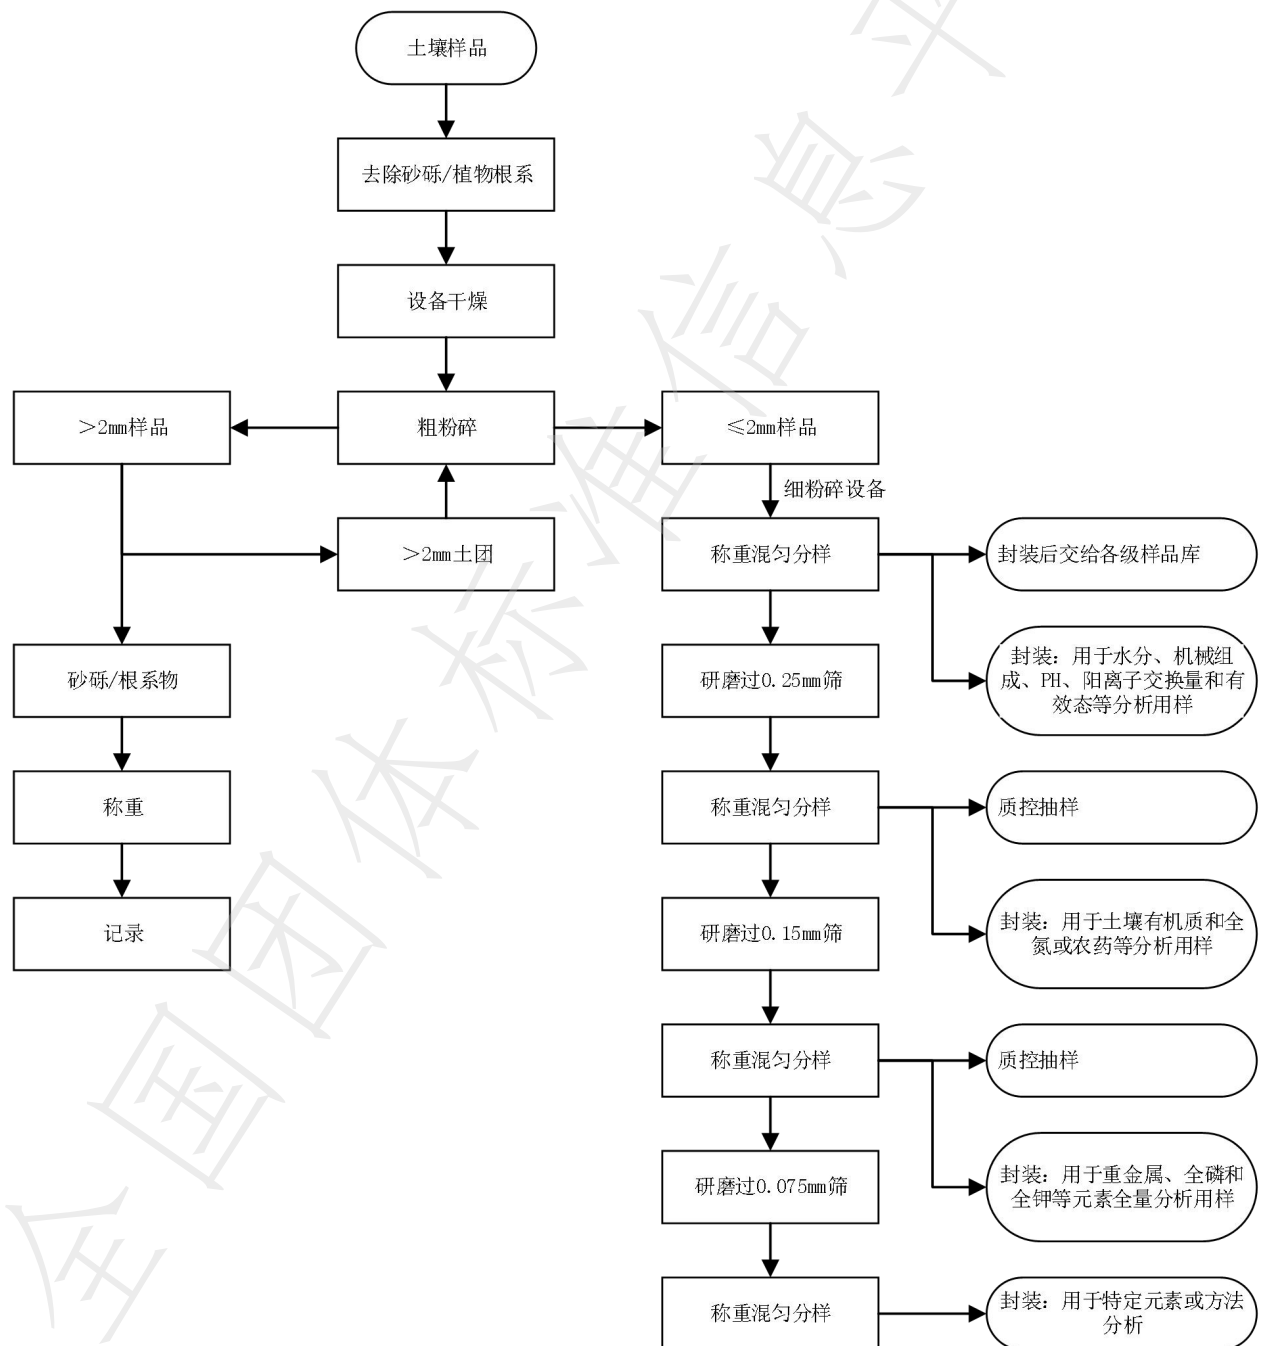 土壤样品
去除砂砾/植物根系
设备干燥
>2mm样品
粗粉碎
≤2mm样品
细粉碎设备
>2mm土团
称重混匀分样
封装后交给各级样品库
砂砾/根系物
研磨过0.25mm筛
封装：用于水分、机械组
成、PH、阳离子交换量和有
效态等分析用样
称重
称重混匀分样
质控抽样
记录
研磨过0.15mm筛
封装：用于土壤有机质和全
氮或农药等分析用样
称重混匀分样
质控抽样
研磨过0.075mm筛
封装：用于重金属、全磷和
全钾等元素全量分析用样
称重混匀分样
封装：用于特定元素或方法
分析
全国团体标准信息平